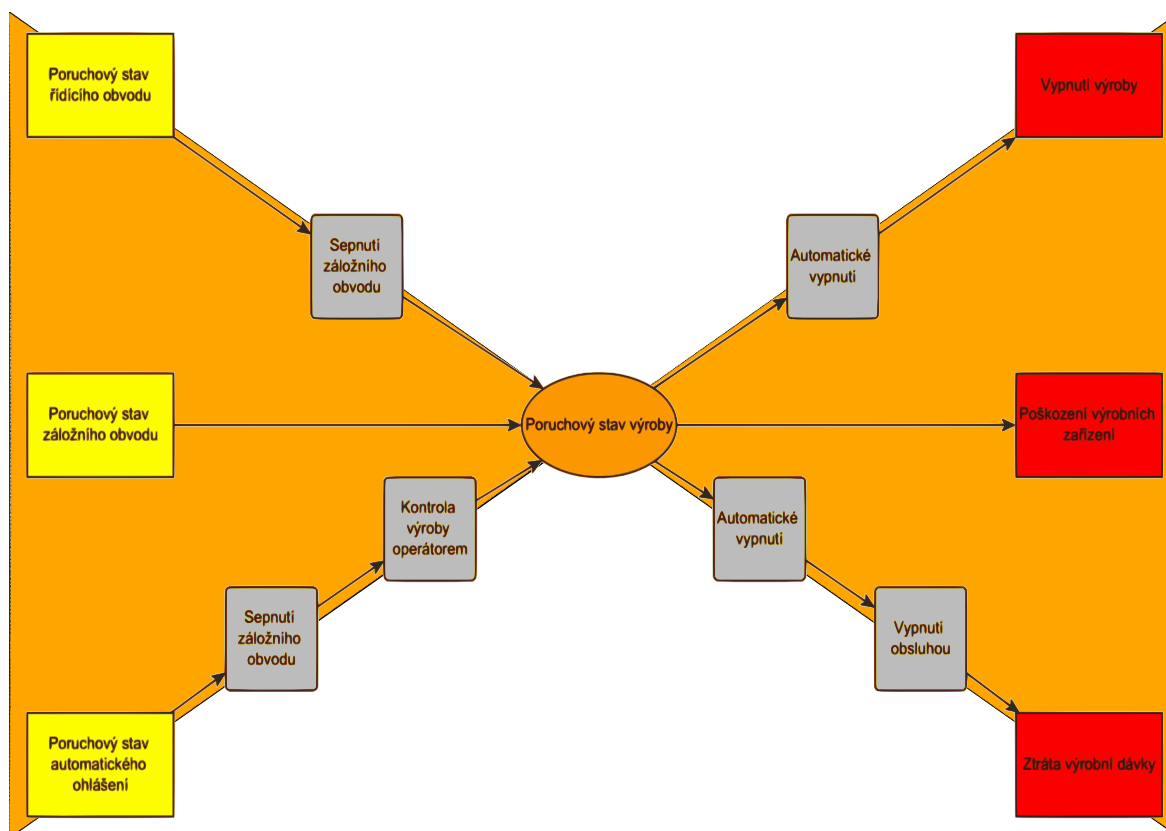 Poruchový stav
řídícího obvodu
Vypnutí výroby
Sepnutí
záložního
obvodu
Automatické
vypnutí
Poruchový stav
záložního obvodu
Poruchový stav výroby
Poškození výrobních
zařízení
Kontrola
výroby
operátorem
Automatické
vypnutí
Sepnutí
záložního
obvodu
Vypnutí
obsluhou
Poruchový stav
automatického
ohlášení
Ztráta výrobní dávky